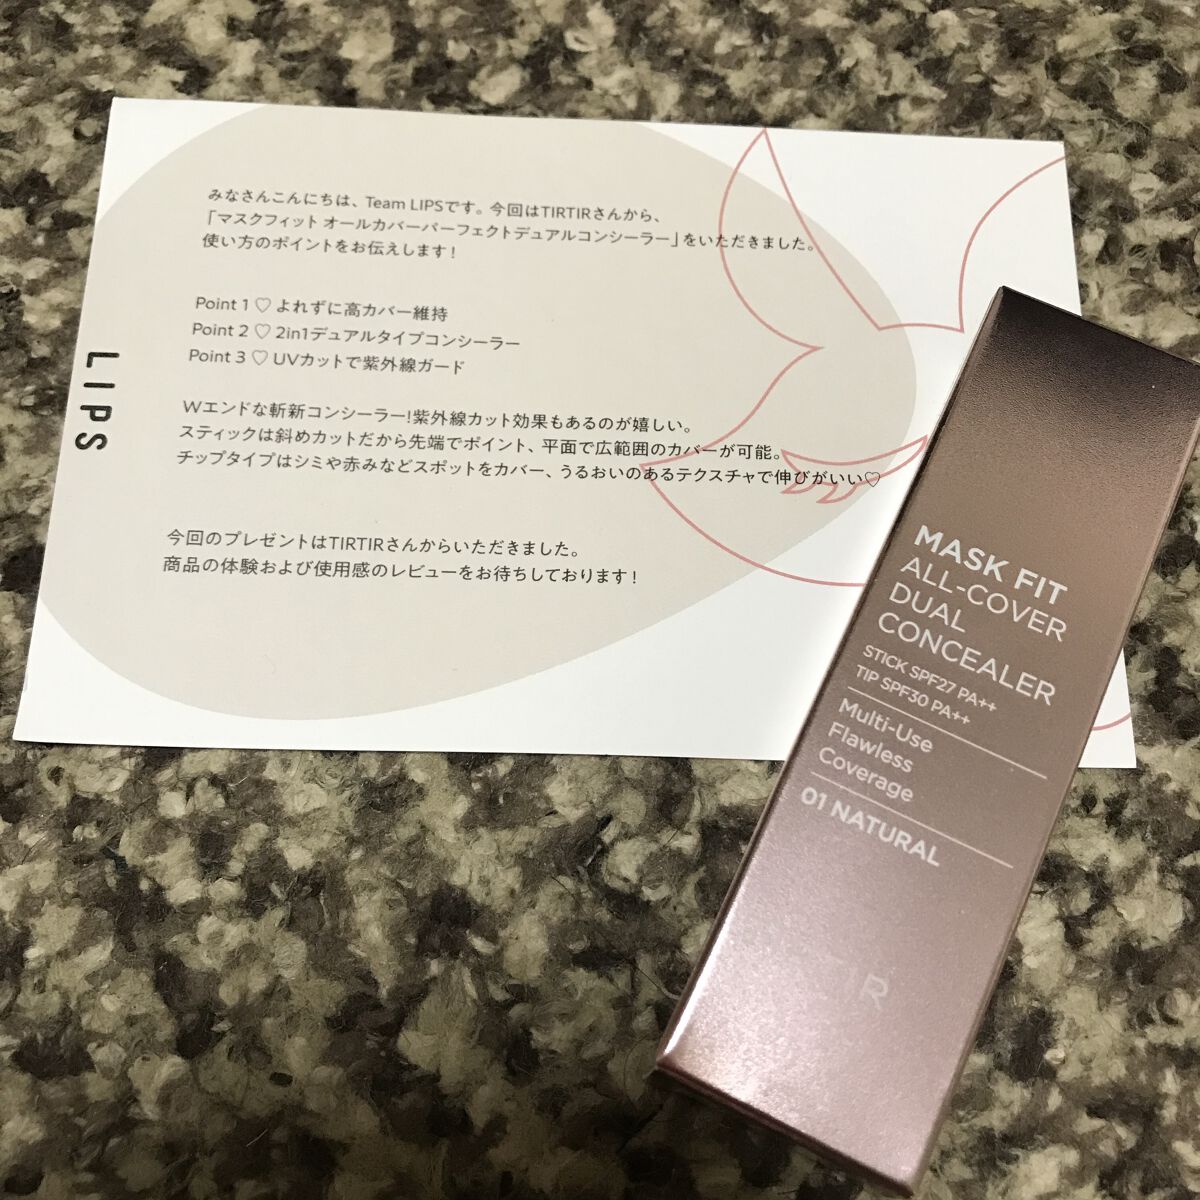 みなさんこんにちは、Team LIPSです。今回はTIRTIRさんから、
「マスクフィット オールカバーパーフェクトデュアルコンシーラー」をいただきました。
使い方のポイントをお伝えします！
Point 1 ♡ よれずに高カバー維持
Point 2 ♡ 2in1デュアルタイプコンシーラー
Point 3 ♡ UVカットで紫外線ガード
Wエンドな斬新コンシーラー!紫外線カット効果もあるのが嬉しい。
スティックは斜めカットだから先端でポイント、平面で広範囲のカバーが可能。
チップタイプはシミや赤みなどスポットをカバー、うるおいのあるテクスチャで伸びがいい♡
今回のプレゼントはTIRTIRさんからいただきました。
商品の体験および使用感のレビューをお待ちしております！
LIPS
MASK FIT
ALL-COVER
DUAL
CONCEALER
STICK SPF27 PA++
TIP SPF30 PA++
Multi-Use
Flawless
Coverage
01 NATURAL
TIR